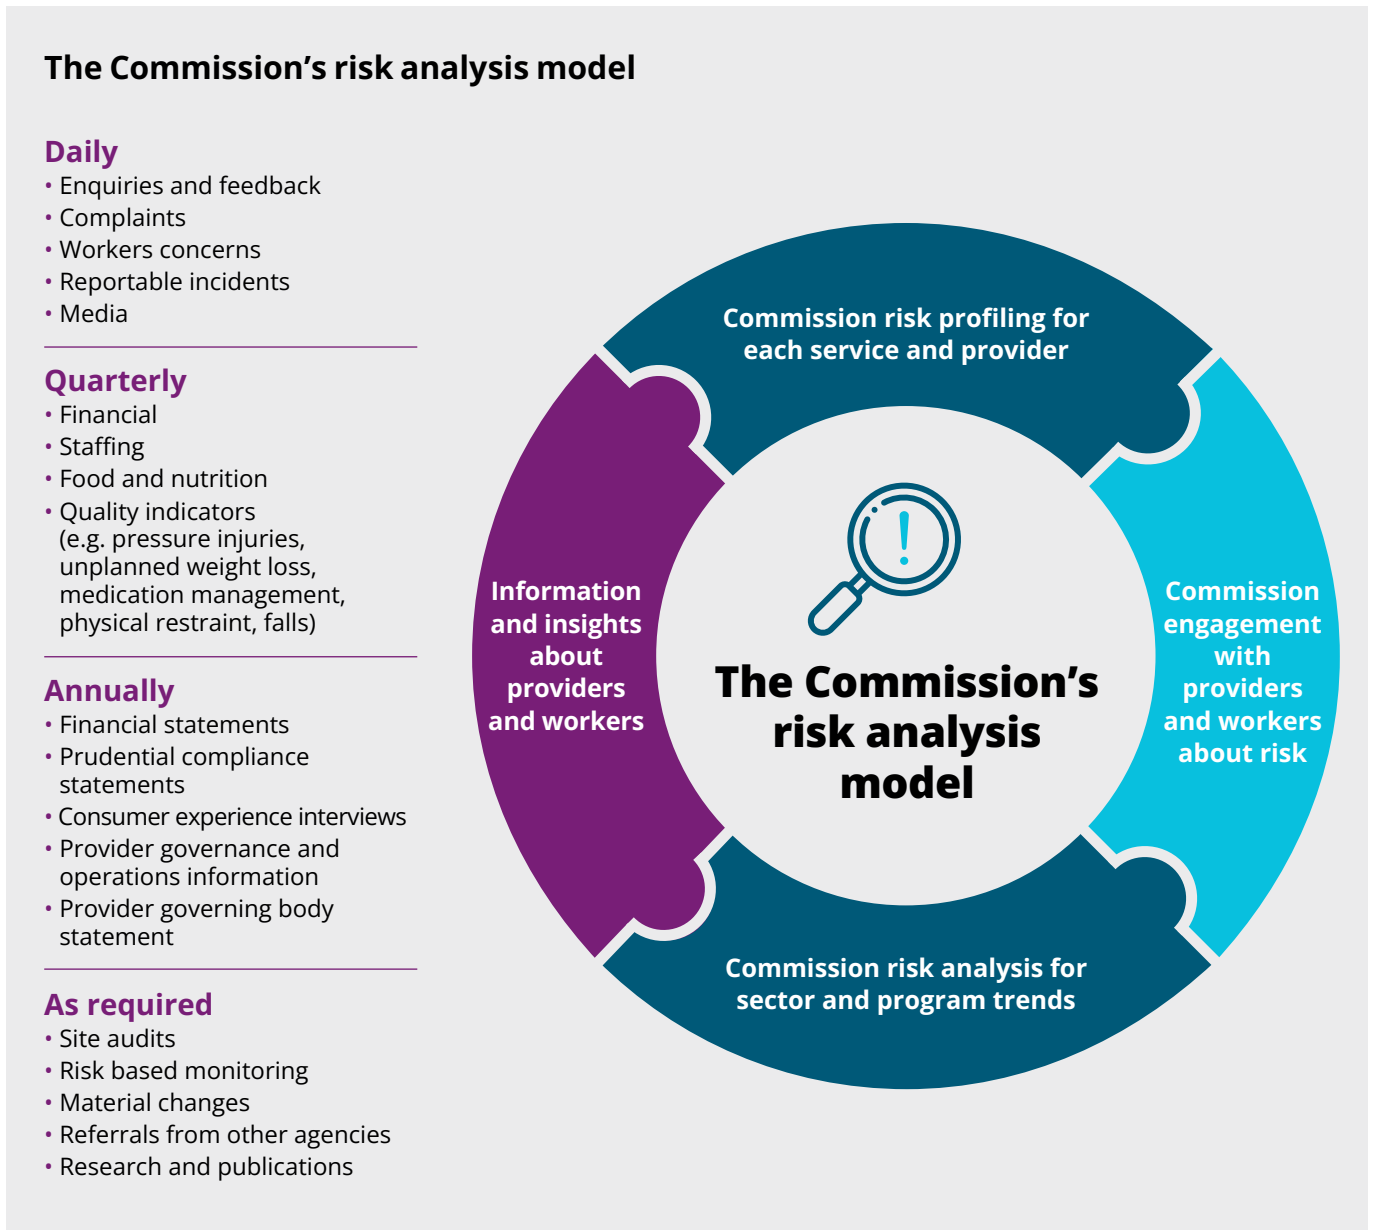 The Commission’s risk analysis model
Daily
• Enquiries and feedback
• Complaints
• Workers concerns
• Reportable incidents
• Media
Quarterly
• Financial
• Staffing
• Food and nutrition
• Quality indicators
(e.g. pressure injuries,
unplanned weight loss,
medication management,
physical restraint, falls)
Annually
• Financial statements
• Prudential compliance
statements
• Consumer experience interviews
• Provider governance and
operations information
• Provider governing body
statement
As required
• Site audits
• Risk based monitoring
• Material changes
• Referrals from other agencies
• Research and publications
Commission risk profiling for
each service and provider
Information
and insights
about
providers
and workers
The Commission’s
risk analysis
model
Commission
engagement
with
providers
and workers
about risk
Commission risk analysis for
sector and program trends